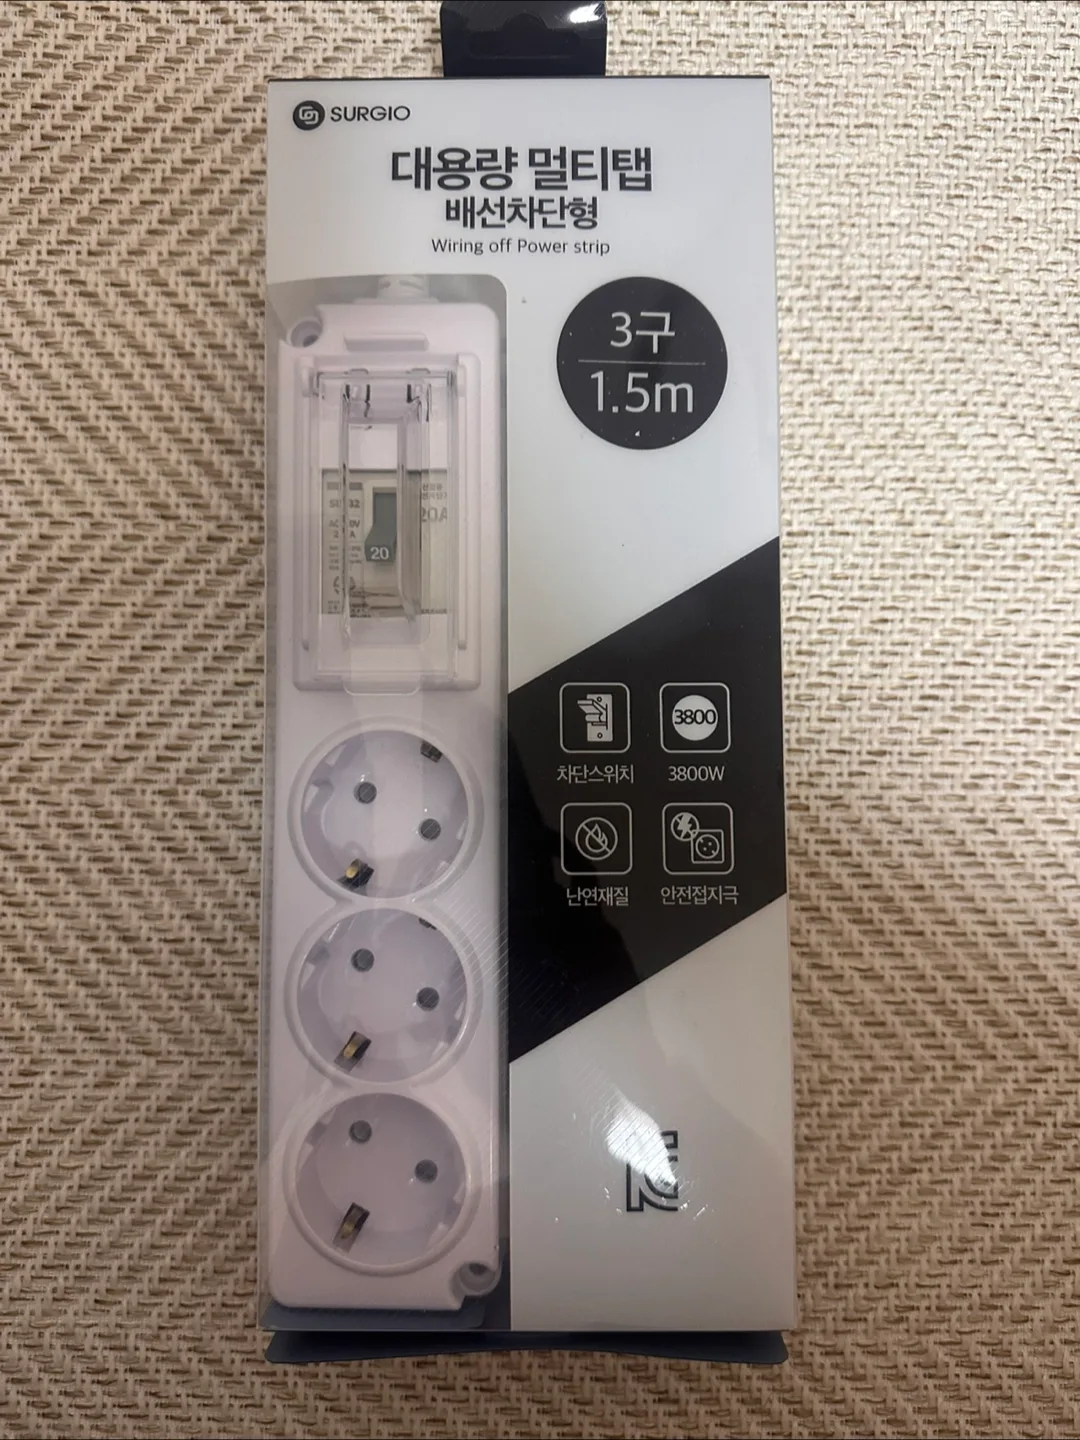 SURGIO
대용량 멀티탭
배선차단형
Wiring off Power strip
3구
1.5m
20A
20
3800
차단스위치
3800W
난연재질
안전접지극